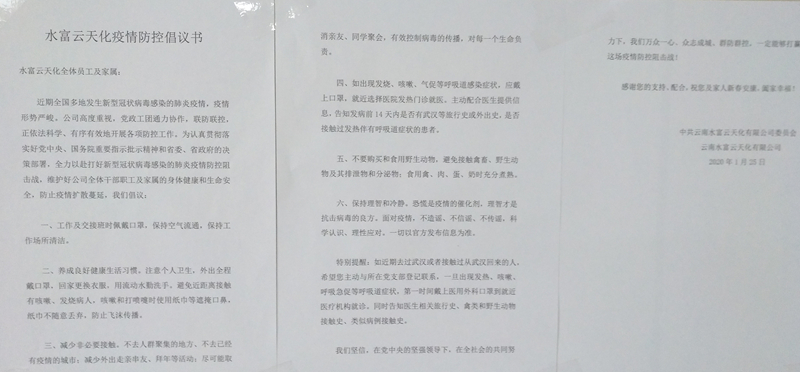 水富云天化疫情防控倡议书
水富云天化全体员工及家属：
近期全国多地发生新型冠状病毒感染的肺炎疫情，疫情
形势严峻。公司高度重视，党政工团通力协作，联防联控，
正依法科学、有序有效地开展各项防控工作。为认真贯彻落
实好党中央、国务院重要指示批示精神和省委、省政府的决
策部署，全力以赴打好新型冠状病毒感染的肺炎疫情防控阻
击战，维护好公司全体干部职工及家属的身体健康和生命安
全，防止疫情扩散蔓延，我们倡议：
一、工作及交接班时佩戴口罩，保持空气流通，保持工
作场所清洁。
二、养成良好健康生活习惯，注意个人卫生，外出全程
戴口罩，回家更换衣服，用流动水勤洗手。避免近距离接触
有咳嗽、发烧病人，咳嗽和打喷嚏时使用纸巾等遮掩口鼻，
纸巾不随意丢弃，防止飞沫传播。
三、减少非必要接触。不去人群聚集的地方、不去已经
有疫情的城市；减少外出走亲串友、拜年等活动；尽可能取
消亲友、同学聚会，有效控制病毒的传播，对每一个生命负
责。
四、如出现发烧、咳嗽、气促等呼吸道感染症状，应戴
上口罩，就近选择医院发热门诊就医，主动配合医生提供信
息，告知发病前 14 天内是否有武汉等旅行史或外出史，是否
接触过发热伴有呼吸道症状的患者。
五、不要购买和食用野生动物，避免接触禽畜、野生动
物及其排泄物和分泌物；食用禽、肉、蛋、奶时充分煮熟。
六、保持理智和冷静。恐慌是疫情的催化剂，理智才是
抗击病毒的良方。面对疫情，不造谣、不信谣、不传谣，科
学认识、理性应对，一切以官方发布信息为准。
特别提醒：如近期去过武汉或者接触过从武汉回来的人，
希望您主动与所在党支部登记联系，一旦出现发热、咳嗽、
呼吸急促等呼吸道症状，第一时间戴上医用外科口罩到就近
医疗机构就诊。同时告知医生相关旅行史、禽类和野生动物
接触史、类似病例接触史。
我们坚信，在党中央的坚强领导下，在全社会的共同努
力下，我们万众一心、众志成城、群防群控，一定能够打赢
这场疫情防控阻击战！
感谢您的支持、配合，祝您及家人新春安康、阖家幸福！
中共云南水富云天化有限公司委员会
云南水富云天化有限公司
2020 年 1 月 25 日